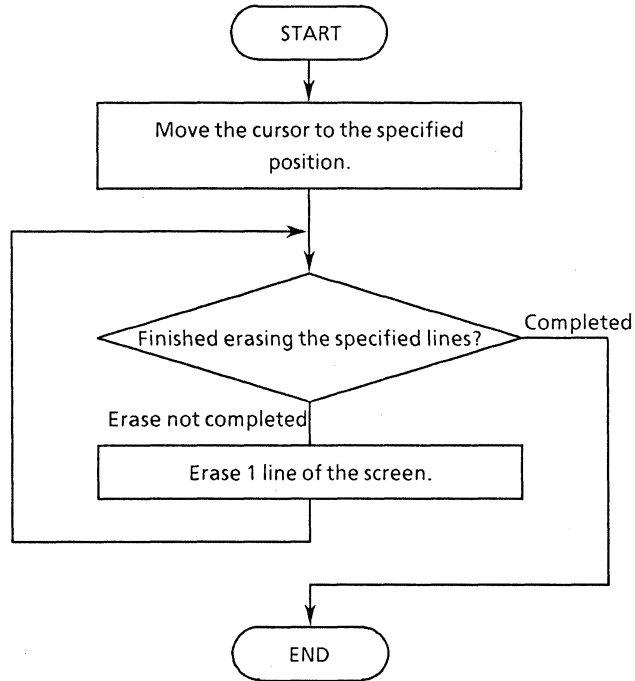 START
Move the cursor to the specified
position.
Finished erasing the specified lines?
Completed
Erase not completed
Erase 1 line of the screen.
END